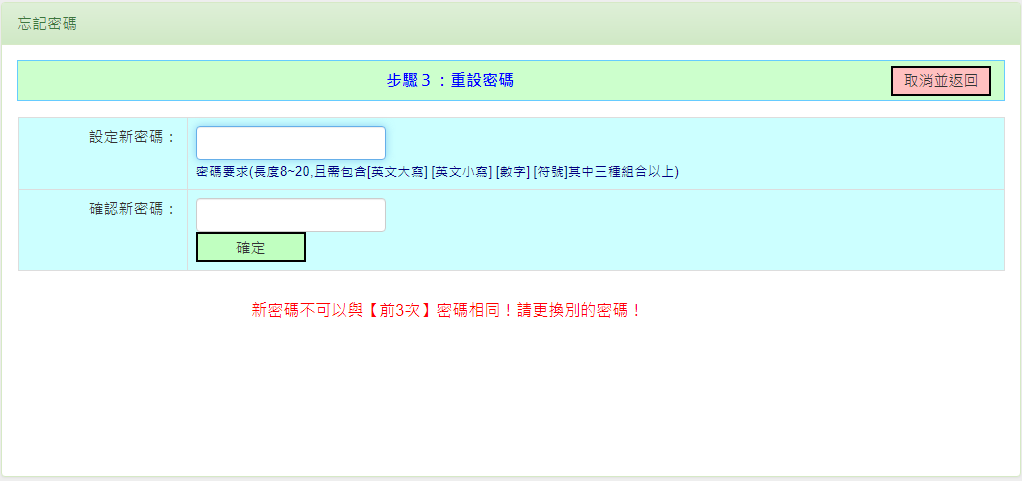 忘記密碼
步驟３：重設密碼
取消並返回
設定新密碼：
密碼要求(長度8~20,且需包含[英文大寫] [英文小寫] [數字] [符號]其中三種組合以上)
確認新密碼：
確定
新密碼不可以與【前3次】密碼相同！請更換別的密碼！